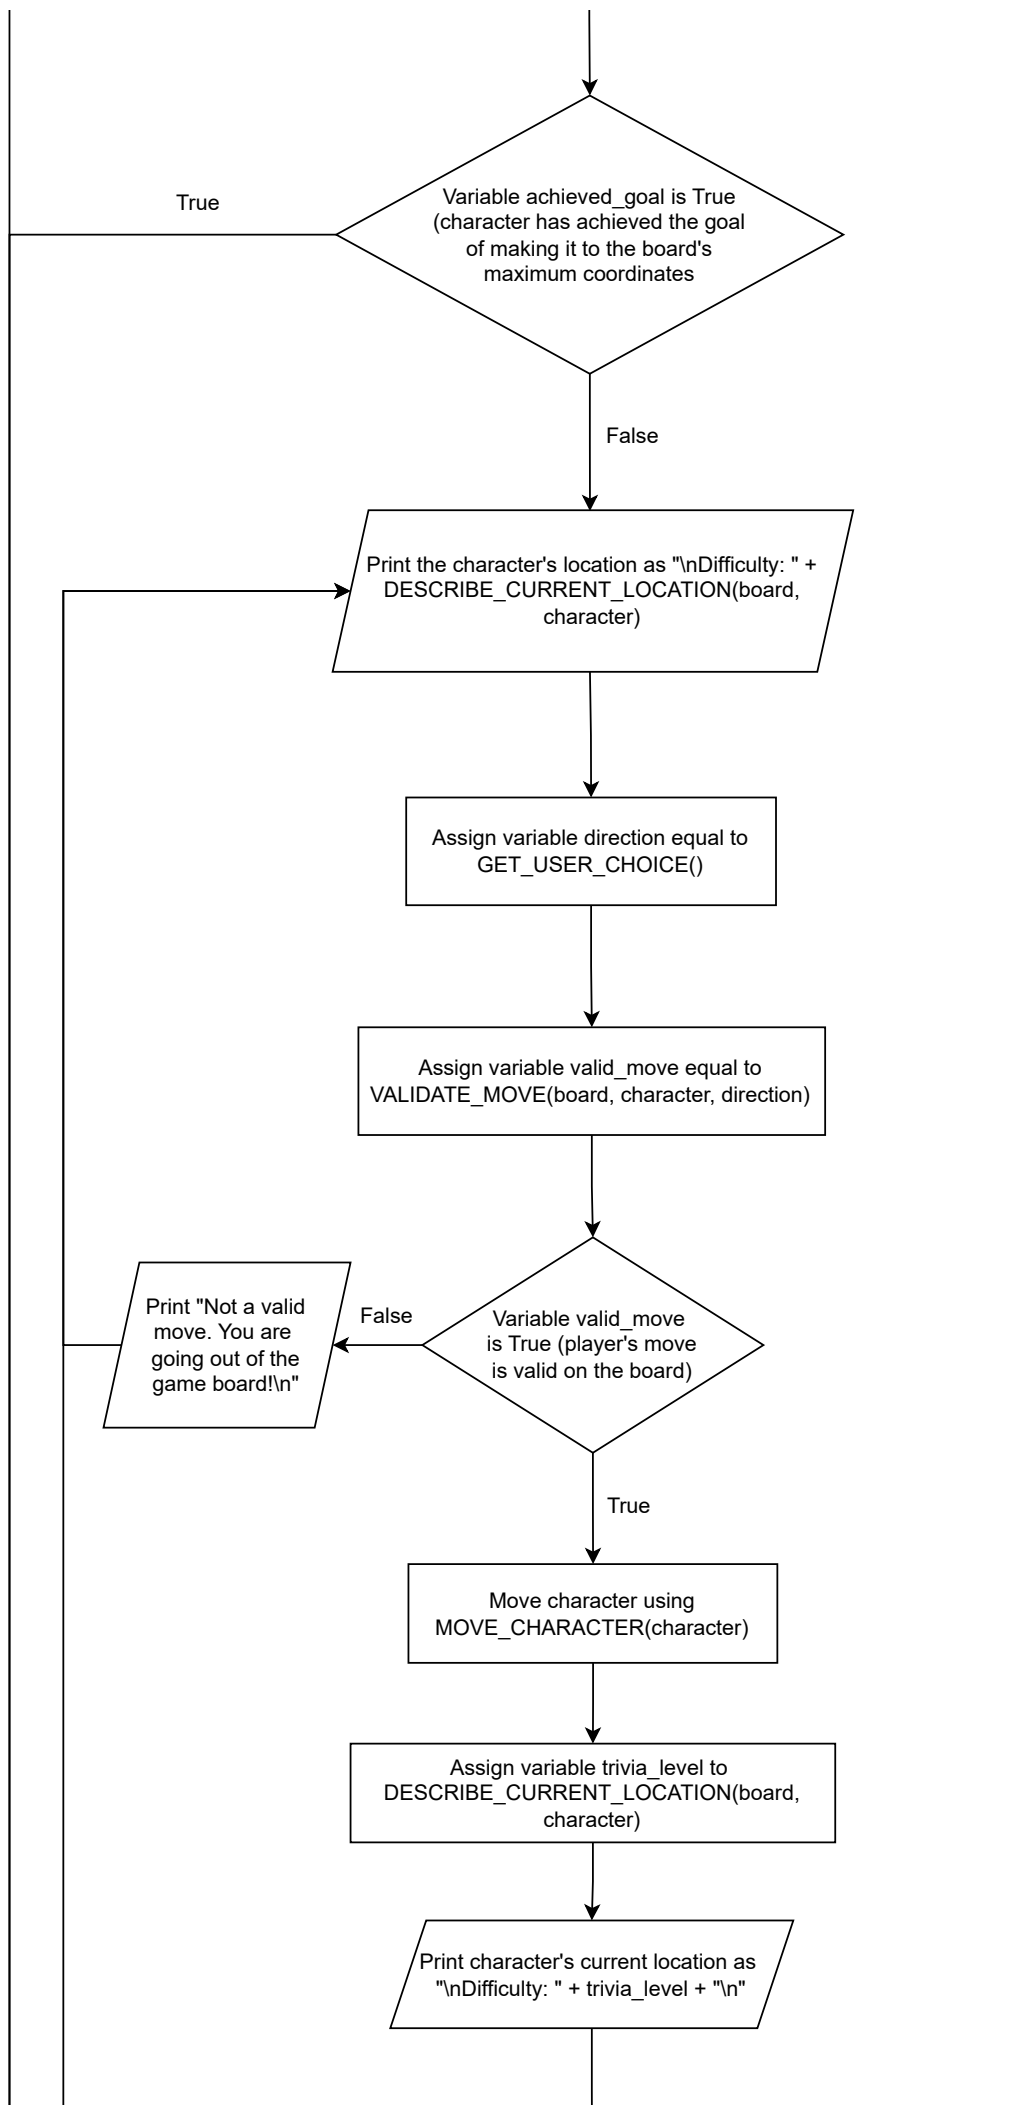 True
Variable achieved_goal is True
(character has achieved the goal
of making it to the board's
maximum coordinates
False
Print the character's location as "\nDifficulty: " +
DESCRIBE_CURRENT_LOCATION(board,
character)
Assign variable direction equal to
GET_USER_CHOICE()
Assign variable valid_move equal to
VALIDATE_MOVE(board, character, direction)
Print "Not a valid
move. You are
going out of the
game board!\n"
False
Variable valid_move
is True (player's move
is valid on the board)
True
Move character using
MOVE_CHARACTER(character)
Assign variable trivia_level to
DESCRIBE_CURRENT_LOCATION(board,
character)
Print character's current location as
"\nDifficulty: " + trivia_level + "\n"